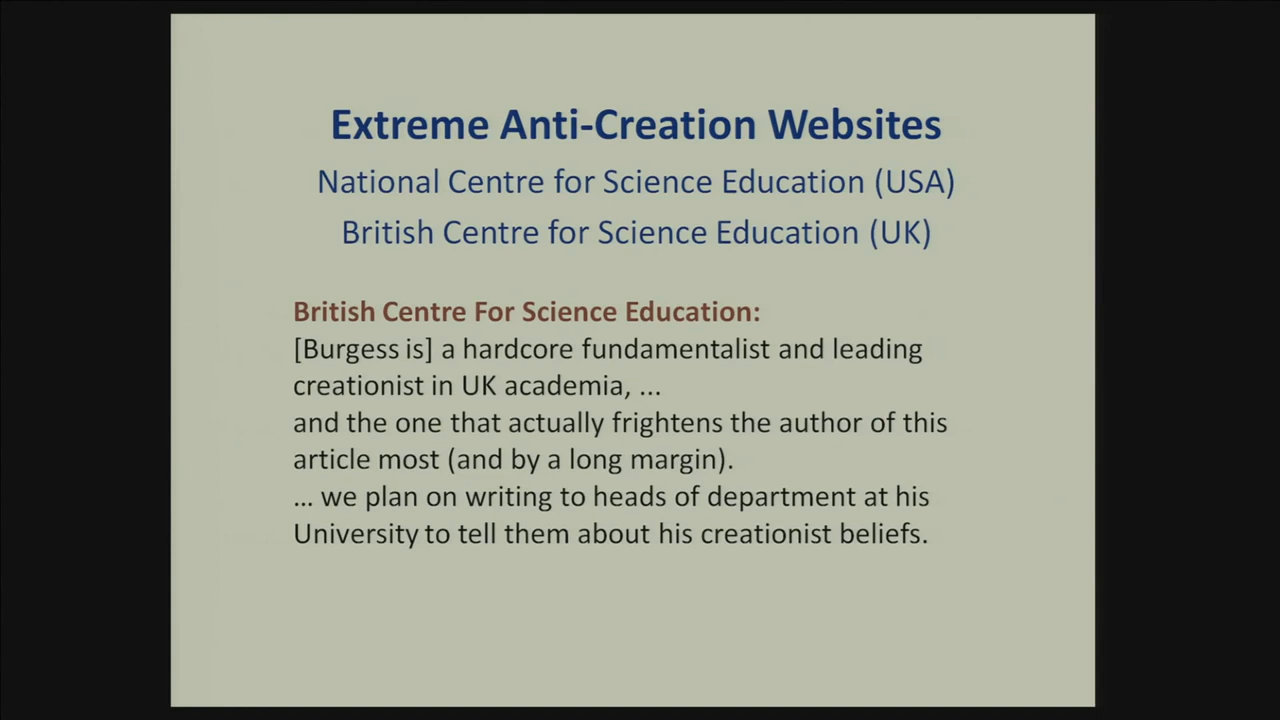 Extreme Anti-Creation Websites
National Centre for Science Education (USA)
British Centre for Science Education (UK)
British Centre For Science Education:
[Burgess is] a hardcore fundamentalist and leading
creationist in UK academia, ...
and the one that actually frightens the author of this
article most (and by a long margin).
... we plan on writing to heads of department at his
University to tell them about his creationist beliefs.